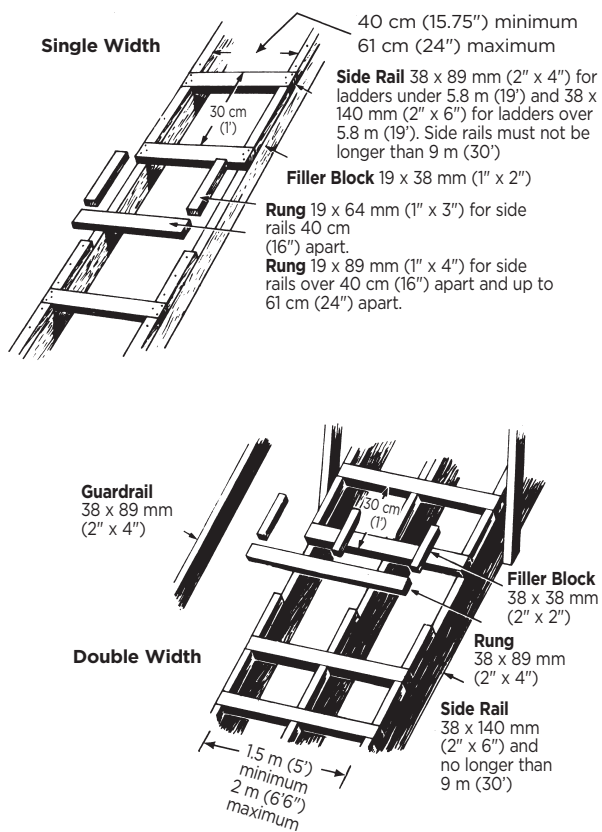 Single Width
40 cm (15.75") minimum
61 cm (24") maximum
Side Rail 38 x 89 mm (2" x 4") for
ladders under 5.8 m (19') and 38 x
140 mm (2" x 6") for ladders over
5.8 m (19'). Side rails must not be
longer than 9 m (30')
30 cm
(1')
Filler Block 19 x 38 mm (1" x 2")
Rung 19 x 64 mm (1" x 3") for side
rails 40 cm
(16") apart.
Rung 19 x 89 mm (1" x 4") for side
rails over 40 cm (16") apart and up to
61 cm (24") apart.
Guardrail
38 x 89 mm
(2" x 4")
30 cm
(1')
Filler Block
38 x 38 mm
(2" x 2")
Rung
38 x 89 mm
(2" x 4")
Double Width
Side Rail
38 x 140 mm
(2" x 6") and
no longer than
9 m (30')
1.5 m (5')
minimum
2 m (6'6")
maximum